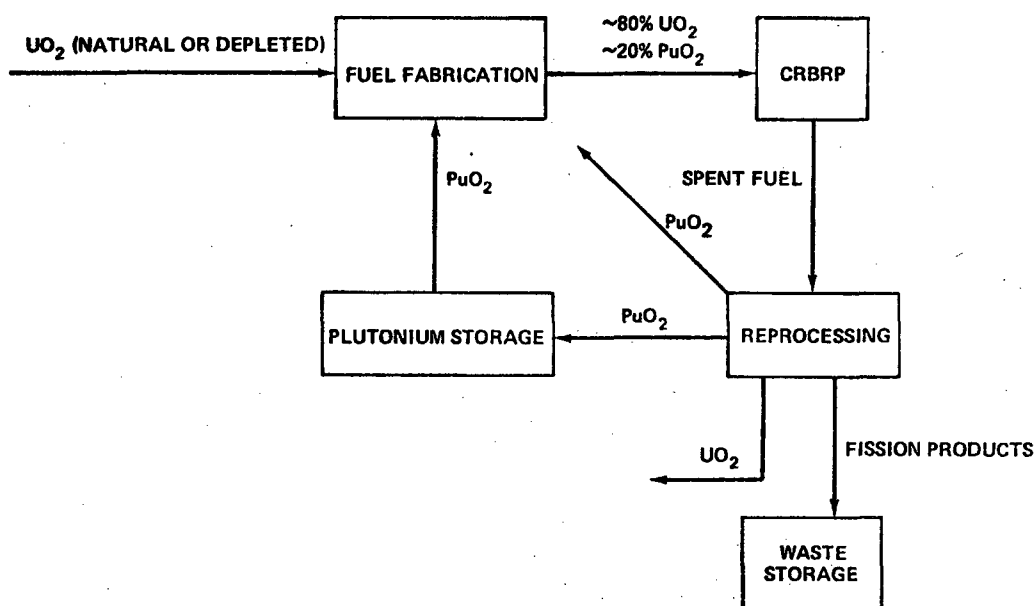 ~80% UO₂
UO₂ (NATURAL OR DEPLETED)
~20% PuO₂
FUEL FABRICATION
CRBRP
PuO₂
SPENT FUEL
PuO₂
PuO₂
PLUTONIUM STORAGE
REPROCESSING
UO₂
FISSION PRODUCTS
WASTE
STORAGE